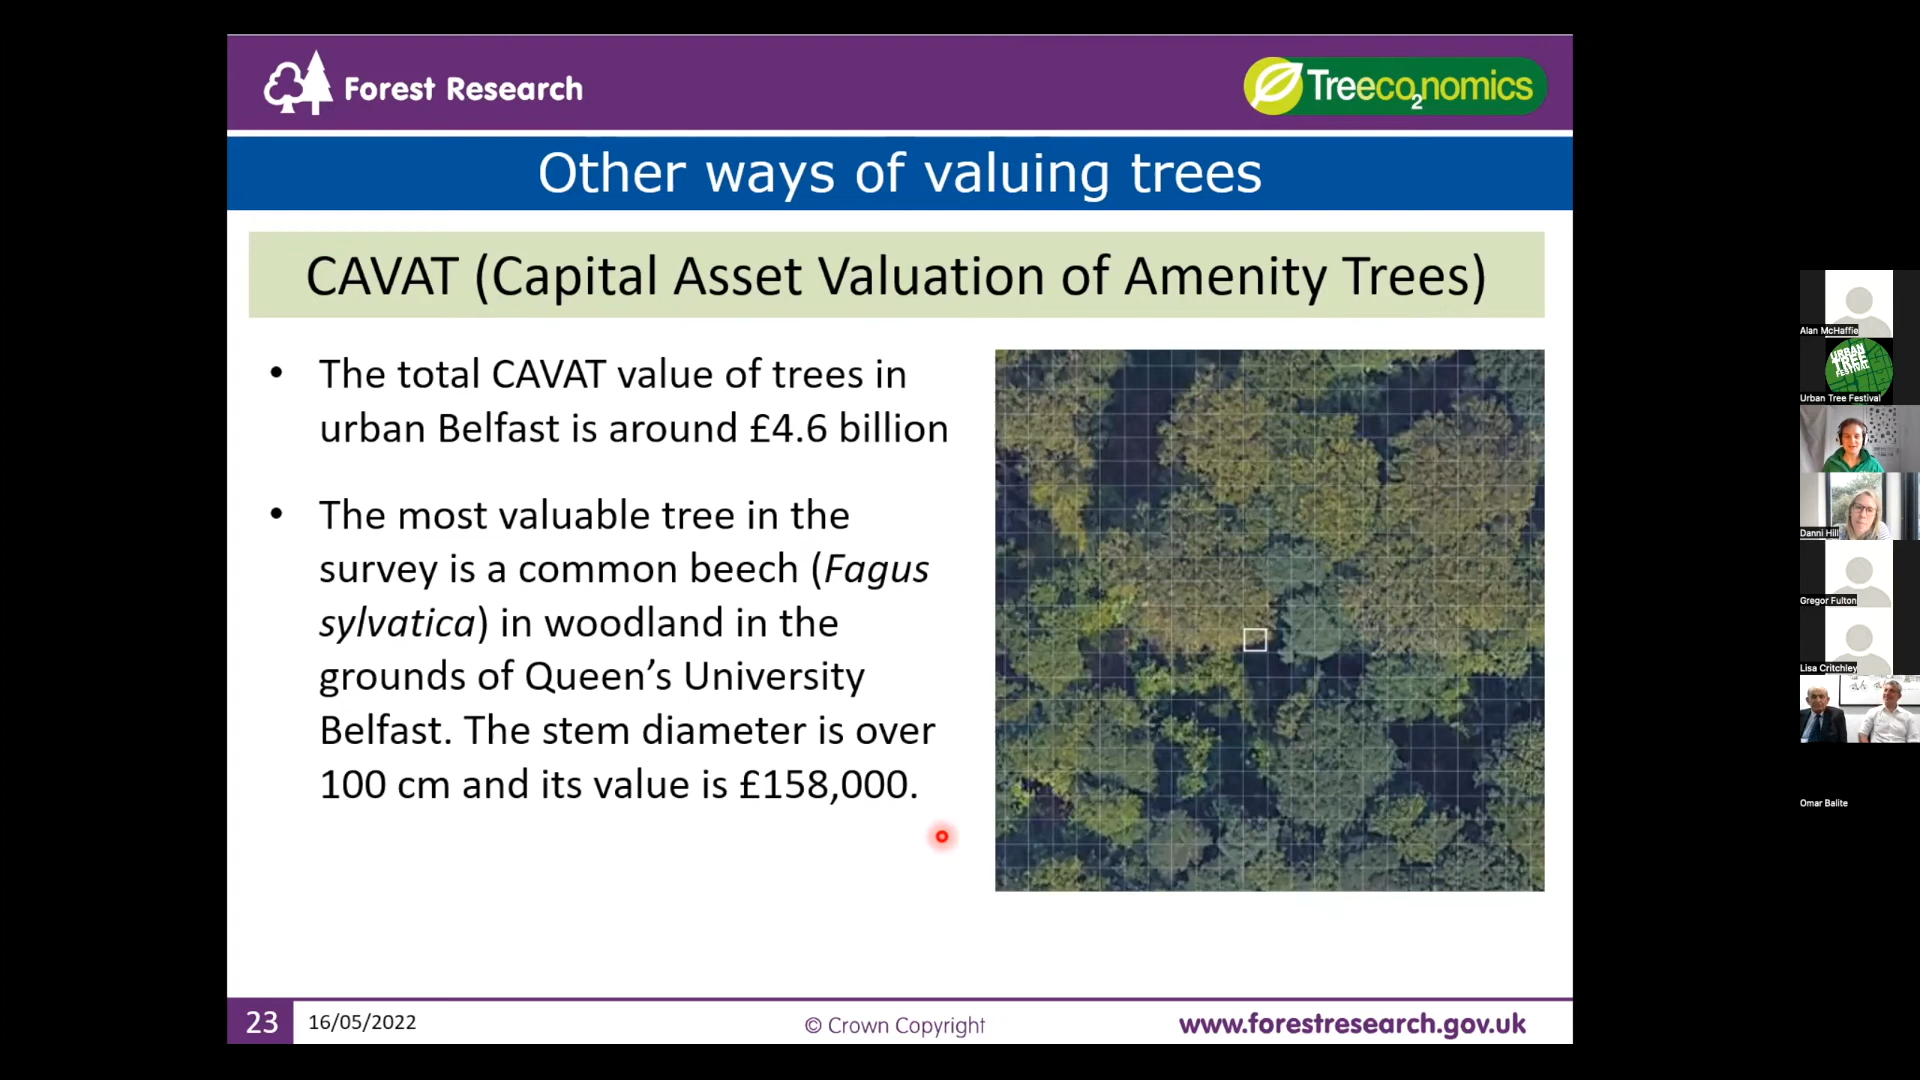 Forest Research
Treeco2nomics
Other ways of valuing trees
CAVAT (Capital Asset Valuation of Amenity Trees)
• The total CAVAT value of trees in
urban Belfast is around £4.6 billion
• The most valuable tree in the
survey is a common beech (Fagus
sylvatica) in woodland in the
grounds of Queen’s University
Belfast. The stem diameter is over
100 cm and its value is £158,000.
23
16/05/2022
© Crown Copyright
www.forestresearch.gov.uk
Alan McHaffie
URBAN
TREE
FESTIVAL
Urban Tree Festival
Danni Hill
Gregor Fulton
Lisa Critchley
Omar Balite